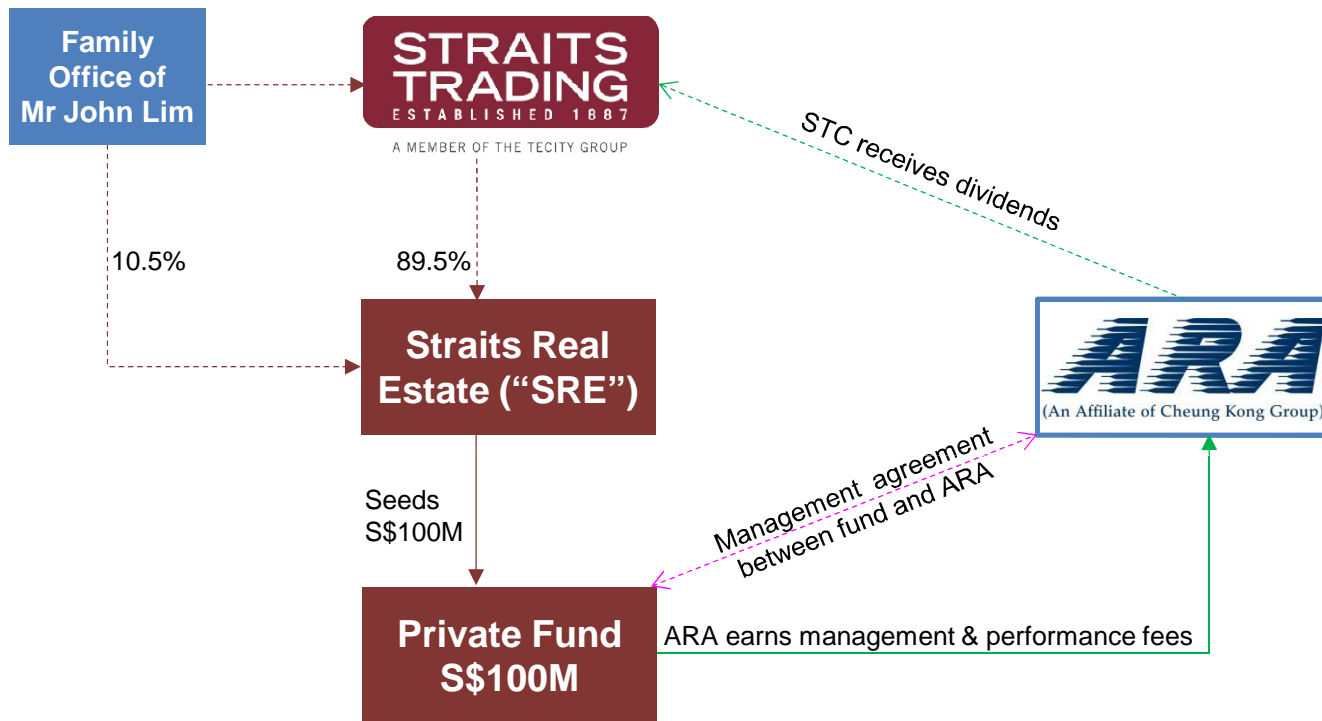 Family
Office of
Mr John Lim
STRAITS
TRADING
ESTABLISHED 1887
A MEMBER OF THE TECITY GROUP
STC receives dividends
10.5%
89.5%
Straits Real
Estate (“SRE”)
ARA
(An Affiliate of Cheung Kong Group)
Seeds
S$100M
Management agreement
between fund and ARA
Private Fund
S$100M
ARA earns management & performance fees